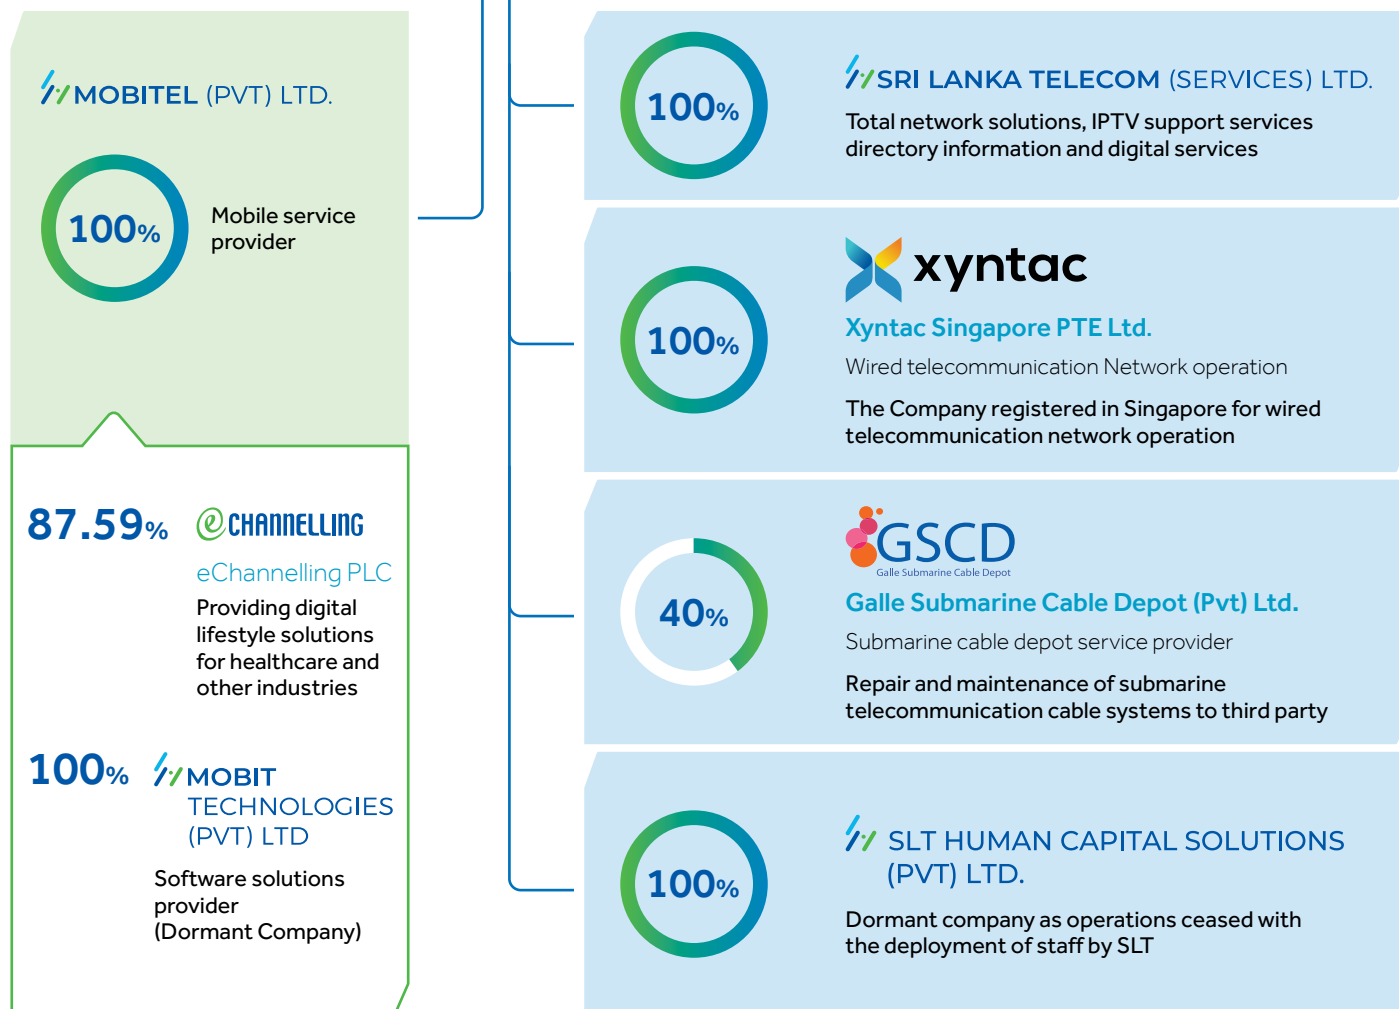 MOBITEL (PVT) LTD.
100%
Mobile service
provider
87.59%
eCHANNELLING
eChannelling PLC
Providing digital
lifestyle solutions
for healthcare and
other industries
100%
MOBIT
TECHNOLOGIES
(PVT) LTD
Software solutions
provider
(Dormant Company)
100%
SRI LANKA TELECOM (SERVICES) LTD.
Total network solutions, IPTV support services
directory information and digital services
100%
xyntac
Xyntac Singapore PTE Ltd.
Wired telecommunication Network operation
The Company registered in Singapore for wired
telecommunication network operation
40%
GSCD
Galle Submarine Cable Depot
Galle Submarine Cable Depot (Pvt) Ltd.
Submarine cable depot service provider
Repair and maintenance of submarine
telecommunication cable systems to third party
100%
SLT HUMAN CAPITAL SOLUTIONS
(PVT) LTD.
Dormant company as operations ceased with
the deployment of staff by SLT